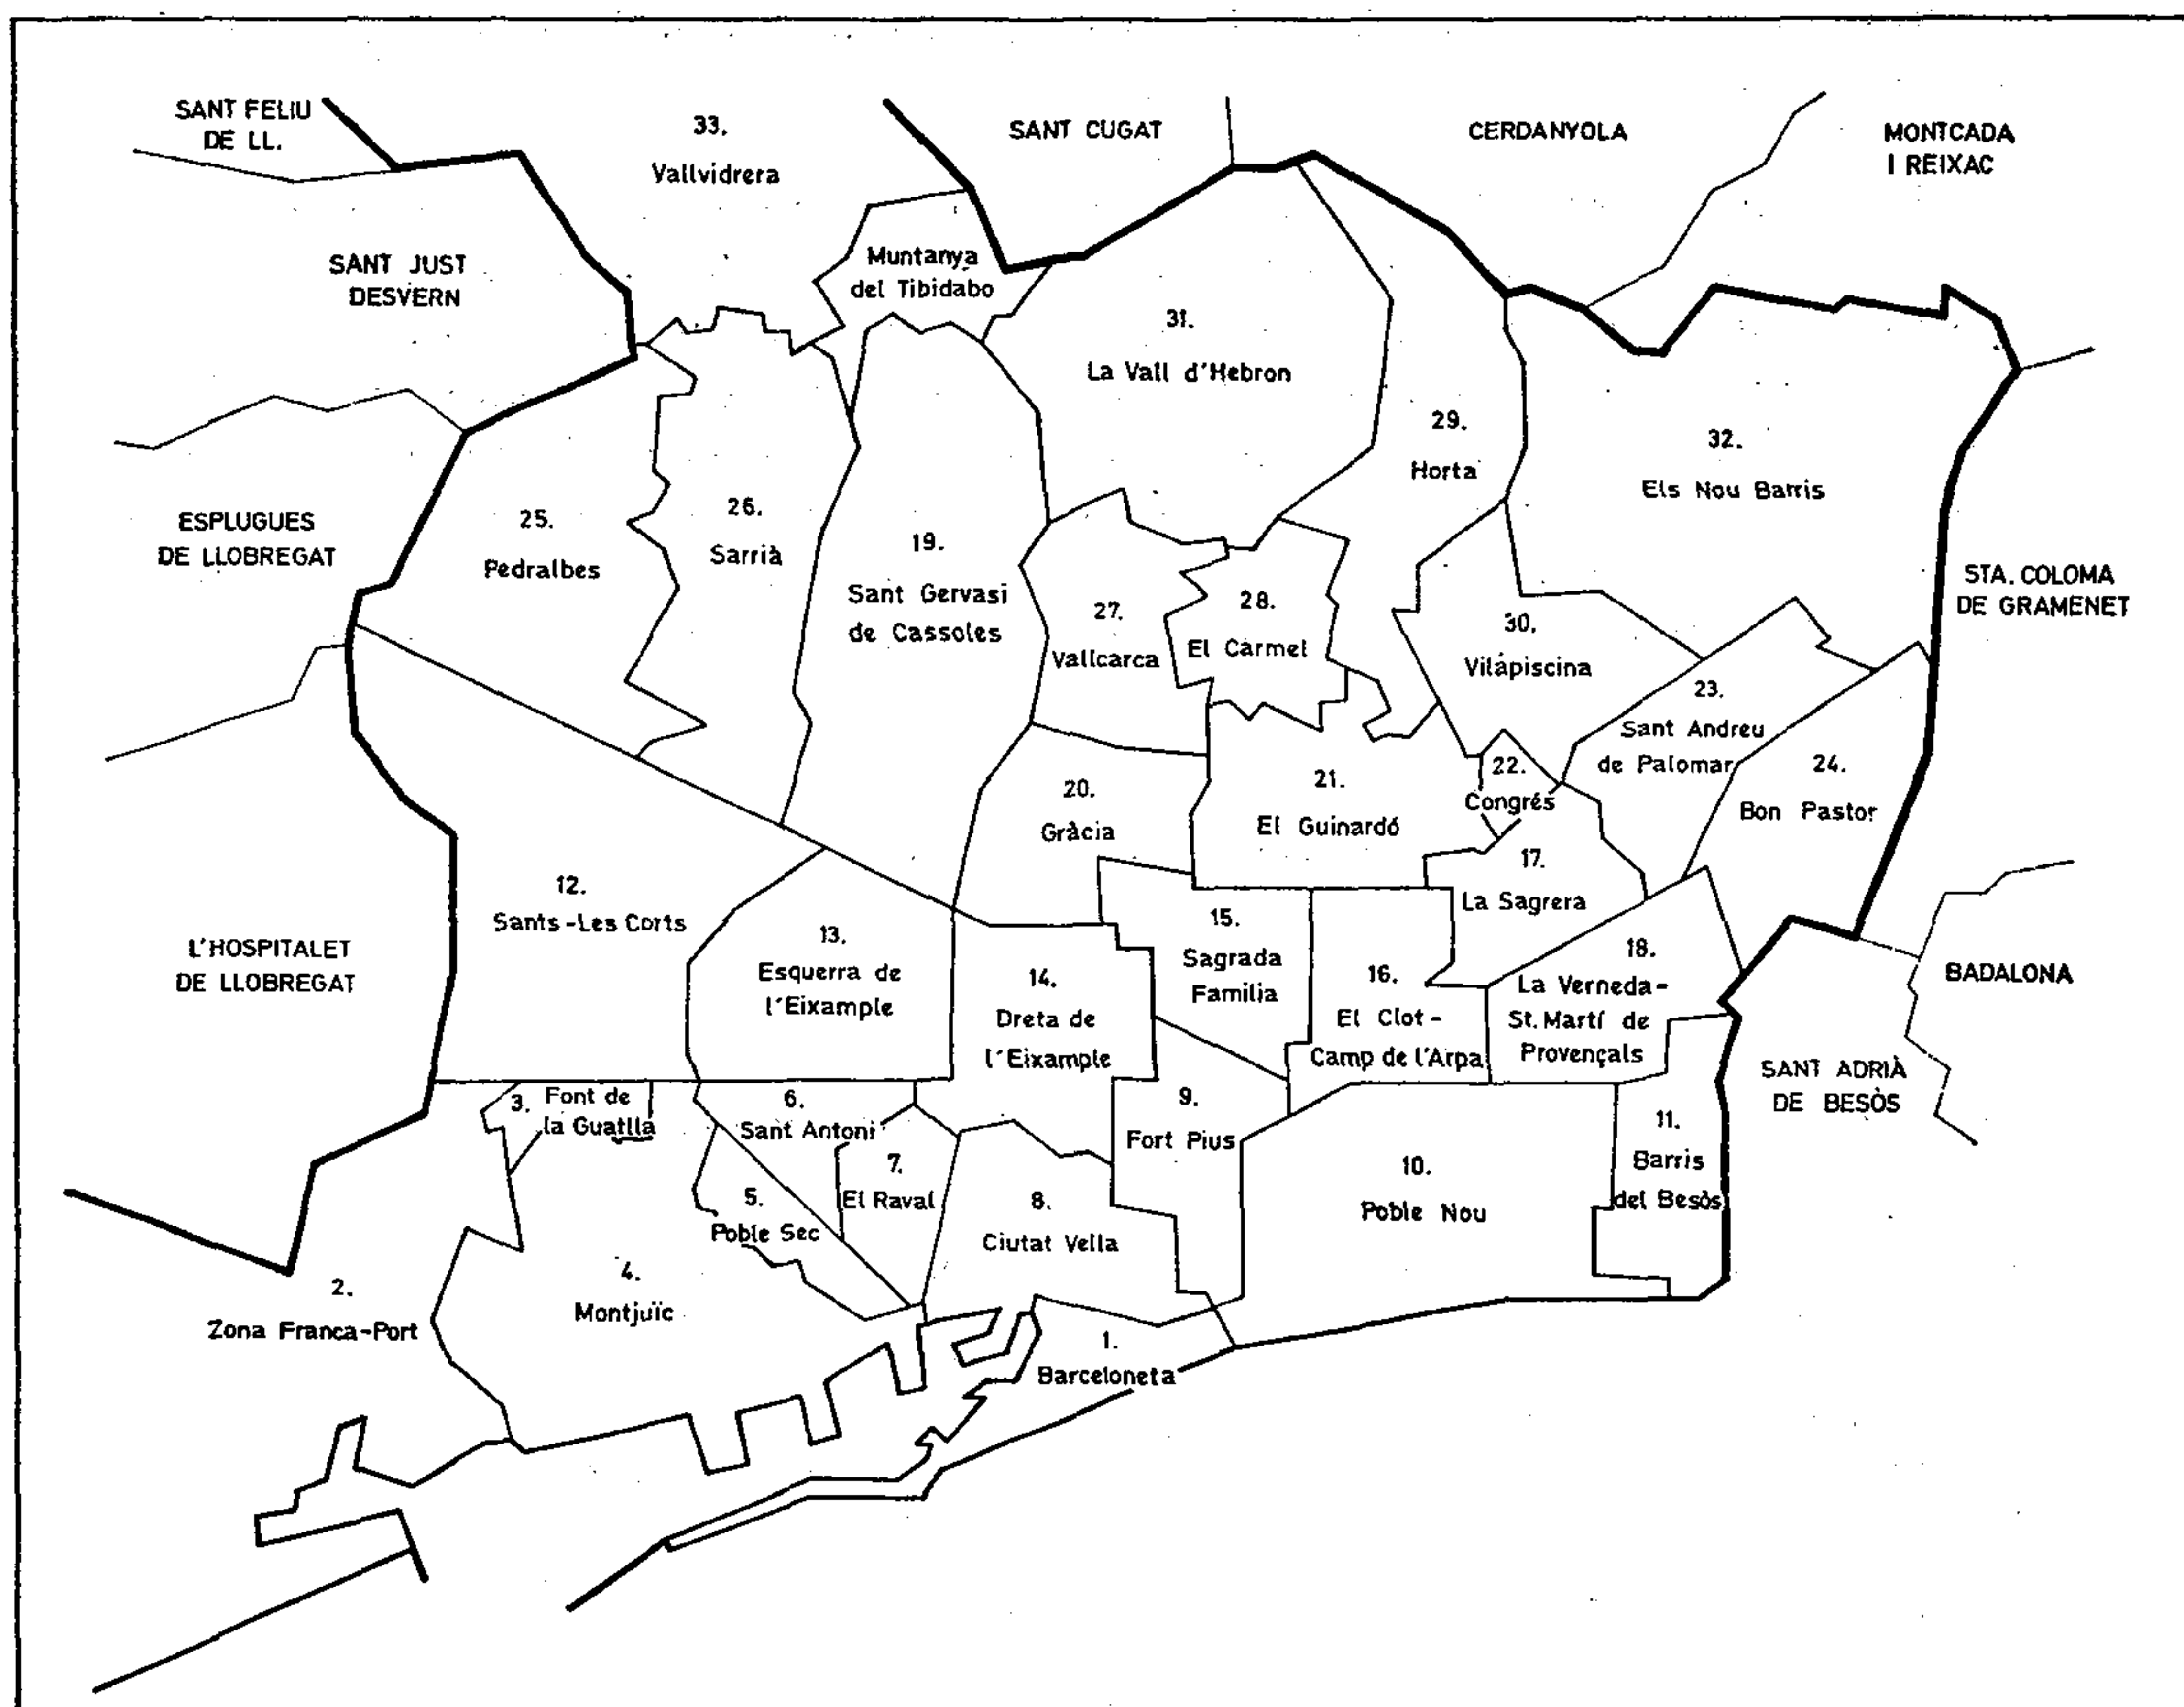 SANT FELIU
DE LL.
33.
Vallvidrera
SANT CUGAT
CERDANYOLA
MONTCADA
I REIXAC
SANT JUST
DESVERN
Muntanya
del Tibidabo
31.
La Vall d'Hebron
29.
Horta
32.
Els Nou Barris
ESPLUGUES
DE LLOBREGAT
25.
Pedralbes
26.
Sarrià
19.
Sant Gervasi
de Cassoles
27.
Vallcarca
28.
El Carmel
30.
Vilapiscina
STA. COLOMA
DE GRAMENET
23.
Sant Andreu
de Palomar
24.
Bon Pastor
20.
Gràcia
21.
El Guinardó
22.
Congrés
17.
La Sagrera
12.
Sants-Les Corts
L'HOSPITALET
DE LLOBREGAT
13.
Esquerra de
l'Eixample
14.
Dreta de
l'Eixample
15.
Sagrada
Familia
16.
El Clot-
Camp de l'Arpa
18.
La Verneda-
St. Martí de
Provençals
BADALONA
SANT ADRIÀ
DE BESÒS
3. Font de
la Guatlla
6.
Sant Antoni
9.
Fort Pius
11.
Barris
del Besòs
5.
Poble Sec
7.
El Raval
8.
Ciutat Vella
10.
Poble Nou
2.
Zona Franca-Port
4.
Montjuïc
1.
Barceloneta